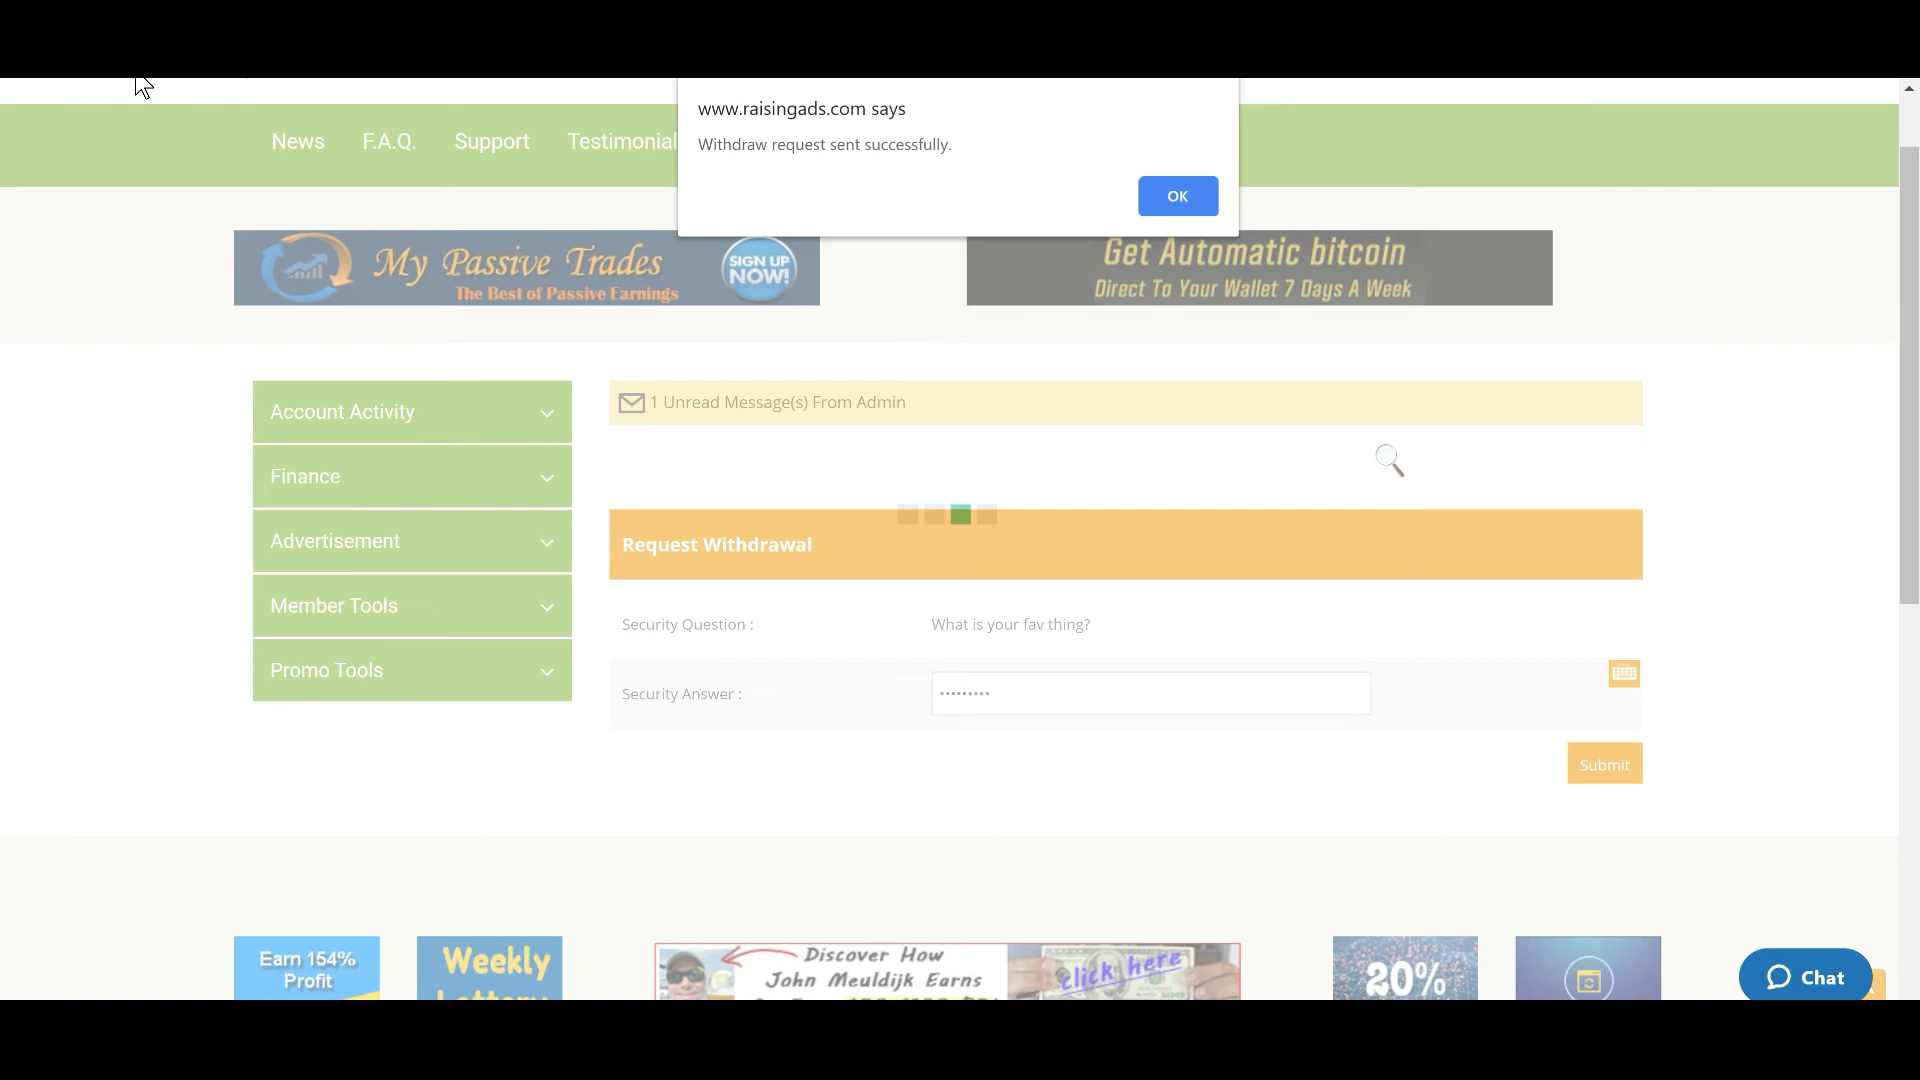 www.raisingads.com says
Withdraw request sent successfully.
OK
News F.A.Q. Support Testimonial
My Passive Trades
The Best of Passive Earnings
SIGN UP
NOW!
Get Automatic bitcoin
Direct To Your Wallet 7 Days A Week
Account Activity
Finance
Advertisement
Member Tools
Promo Tools
1 Unread Message(s) From Admin
Request Withdrawal
Security Question :
What is your fav thing?
Security Answer :
•••••••••
Submit
Earn 154%
Profit
Weekly
Lottery
Discover How
John Meuldijk Earns
click here
20%
Chat